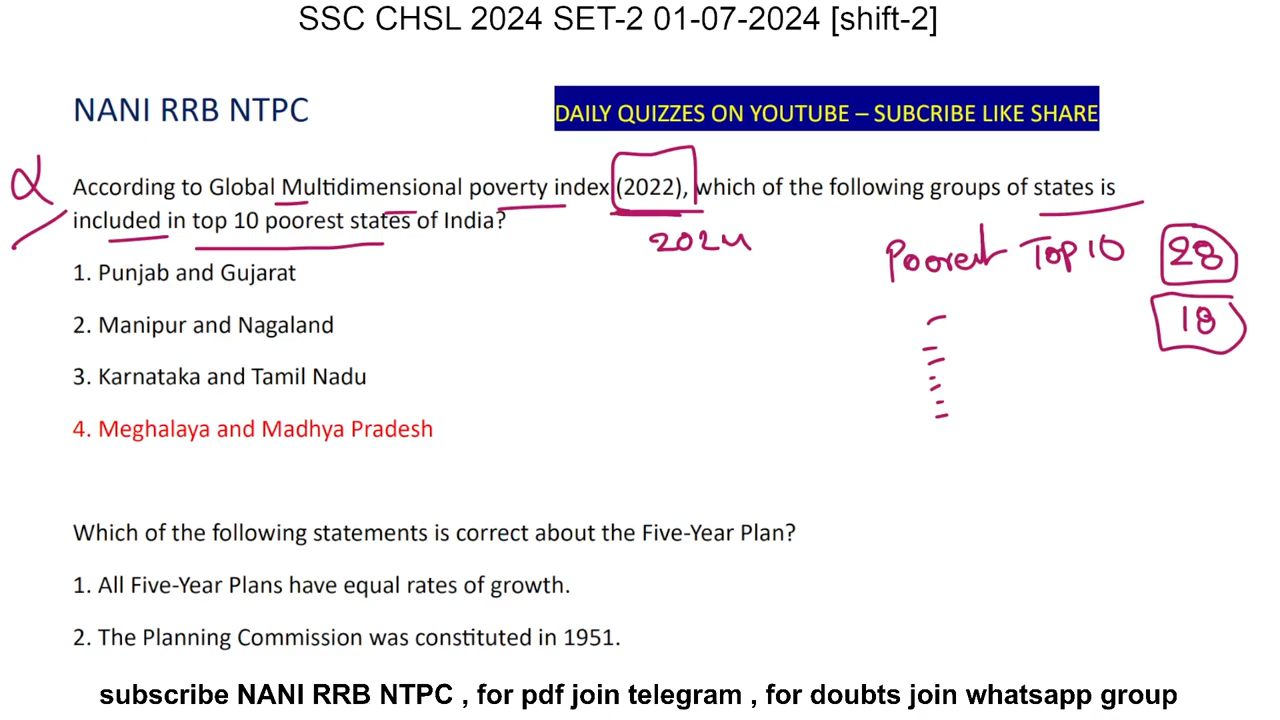 SSC CHSL 2024 SET-2 01-07-2024 [shift-2]
NANI RRB NTPC
DAILY QUIZZES ON YOUTUBE – SUBCRIBE LIKE SHARE
According to Global Multidimensional poverty index (2022), which of the following groups of states is
included in top 10 poorest states of India?
2024
Poorest Top 10
28
18
1. Punjab and Gujarat
2. Manipur and Nagaland
3. Karnataka and Tamil Nadu
4. Meghalaya and Madhya Pradesh
Which of the following statements is correct about the Five-Year Plan?
1. All Five-Year Plans have equal rates of growth.
2. The Planning Commission was constituted in 1951.
subscribe NANI RRB NTPC , for pdf join telegram , for doubts join whatsapp group